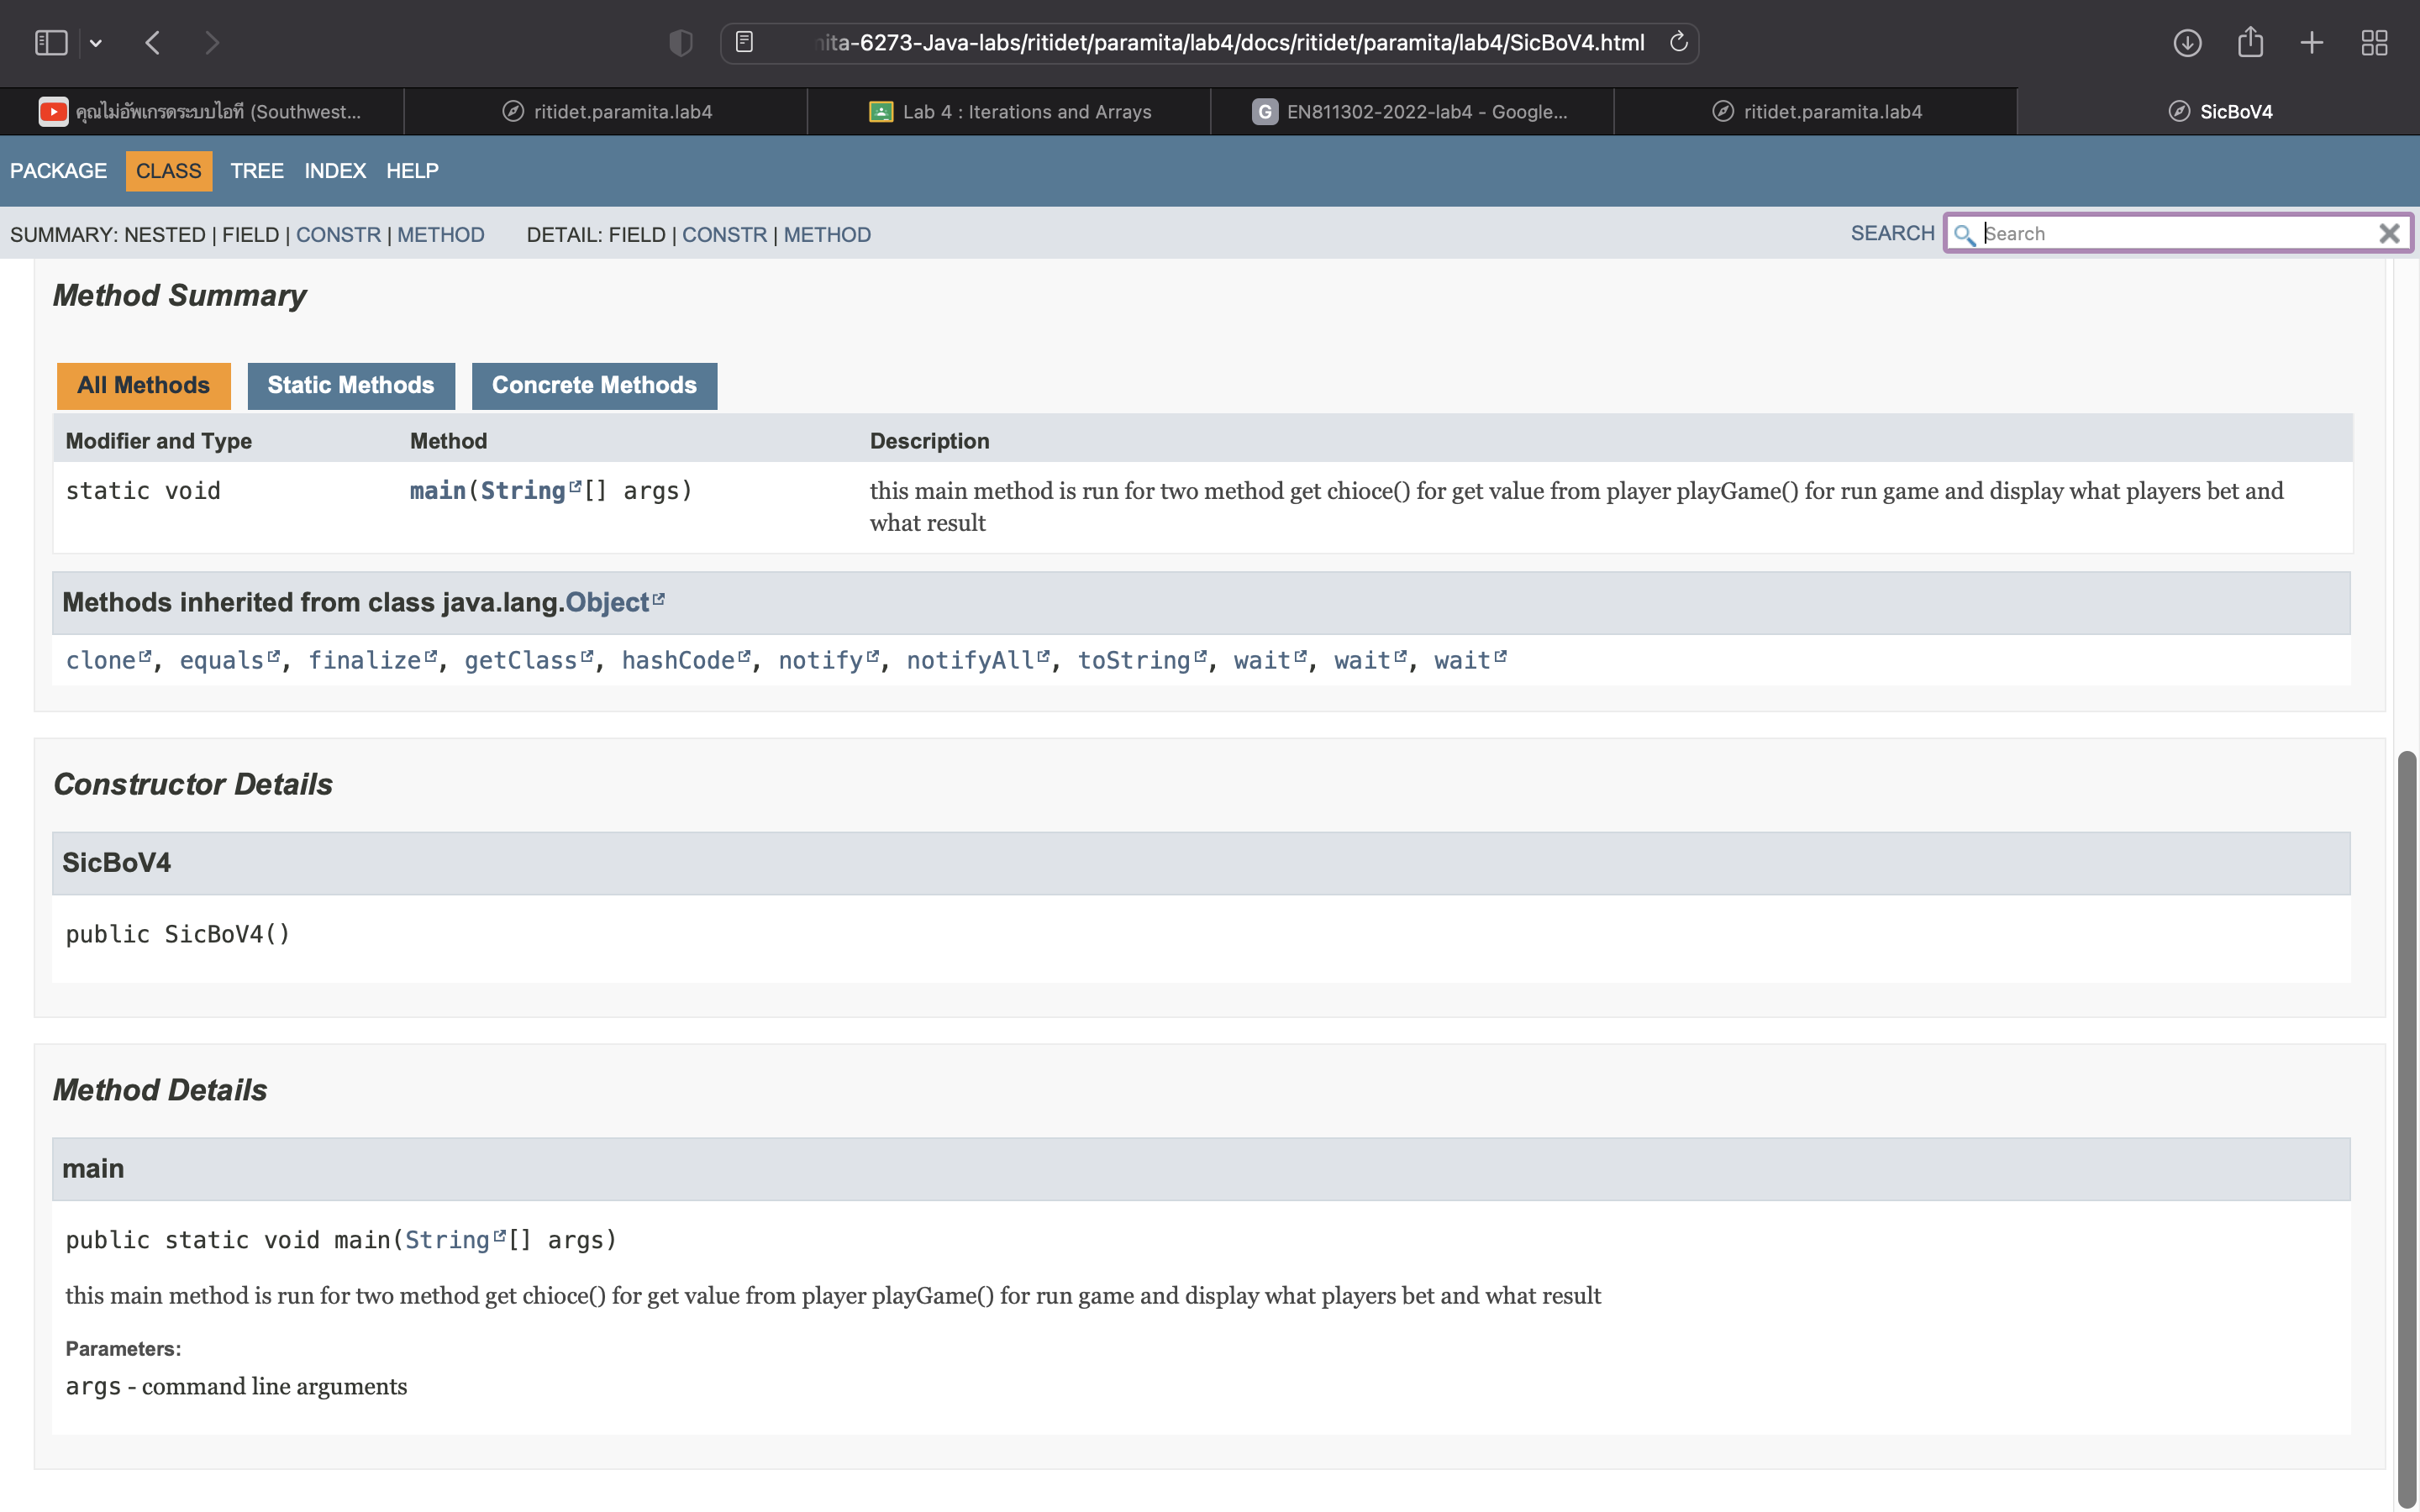 ita-6273-Java-labs/ritidet/paramita/lab4/docs/ritidet/paramita/lab4/SicBoV4.html
คุณไม่อัพเกรดระบบไอที (Southwest...
ritidet.paramita.lab4
Lab 4 : Iterations and Arrays
G EN811302-2022-lab4 - Google...
ritidet.paramita.lab4
SicBoV4
PACKAGE CLASS TREE INDEX HELP
SUMMARY: NESTED | FIELD | CONSTR | METHOD DETAIL: FIELD | CONSTR | METHOD SEARCH Search
Method Summary
All Methods Static Methods Concrete Methods
Modifier and Type Method Description
static void main(String[] args) this main method is run for two method get chioce() for get value from player playGame() for run game and display what players bet and
what result
Methods inherited from class java.lang.Object
clone, equals, finalize, getClass, hashCode, notify, notifyAll, toString, wait, wait, wait
Constructor Details
SicBoV4
public SicBoV4()
Method Details
main
public static void main(String[] args)
this main method is run for two method get chioce() for get value from player playGame() for run game and display what players bet and what result
Parameters:
args - command line arguments